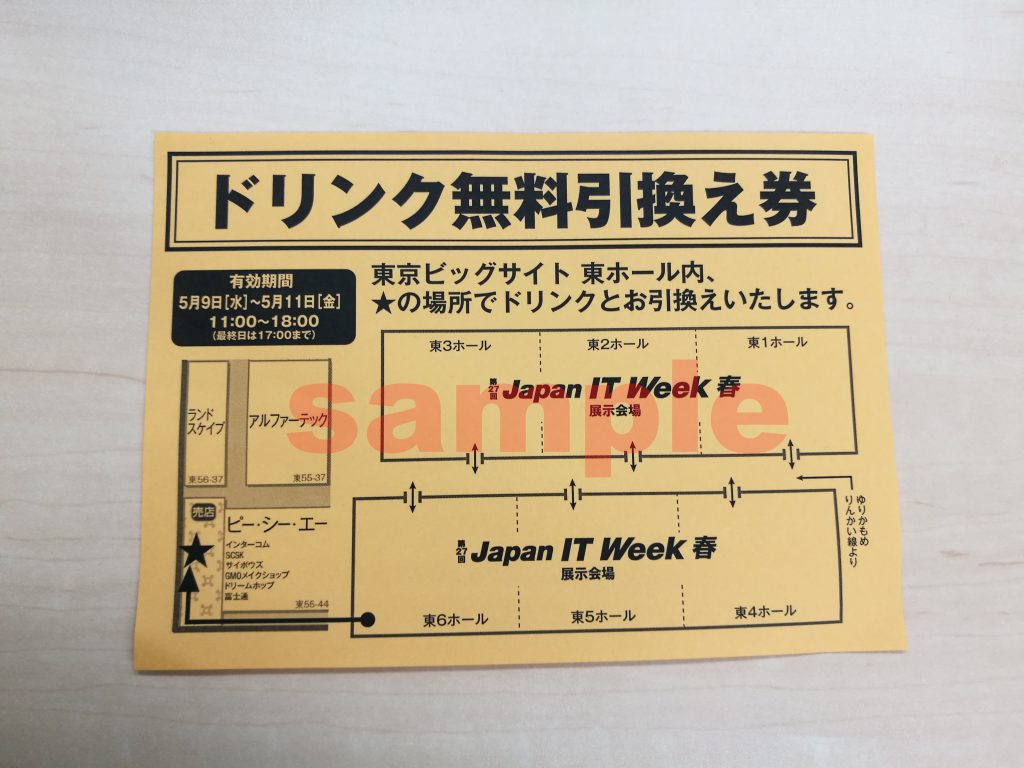 ドリンク無料引換え券
有効期間
5月9日[水]～5月11日[金]
11:00～18:00
(最終日は17:00まで)
東京ビッグサイト 東ホール内、
★の場所でドリンクとお引換えいたします。
東3ホール
東2ホール
東1ホール
第27回 Japan IT Week 春
展示会場
sample
ランド
スケイプ
アルファーテック
東56-37
東55-37
売店
ピー・シー・エー
インターコム
SCSK
サイボウズ
GMOメイクショップ
ドリームホップ
富士通
東55-44
ゆりかもめ
りんかい線より
第27回 Japan IT Week 春
展示会場
東6ホール
東5ホール
東4ホール